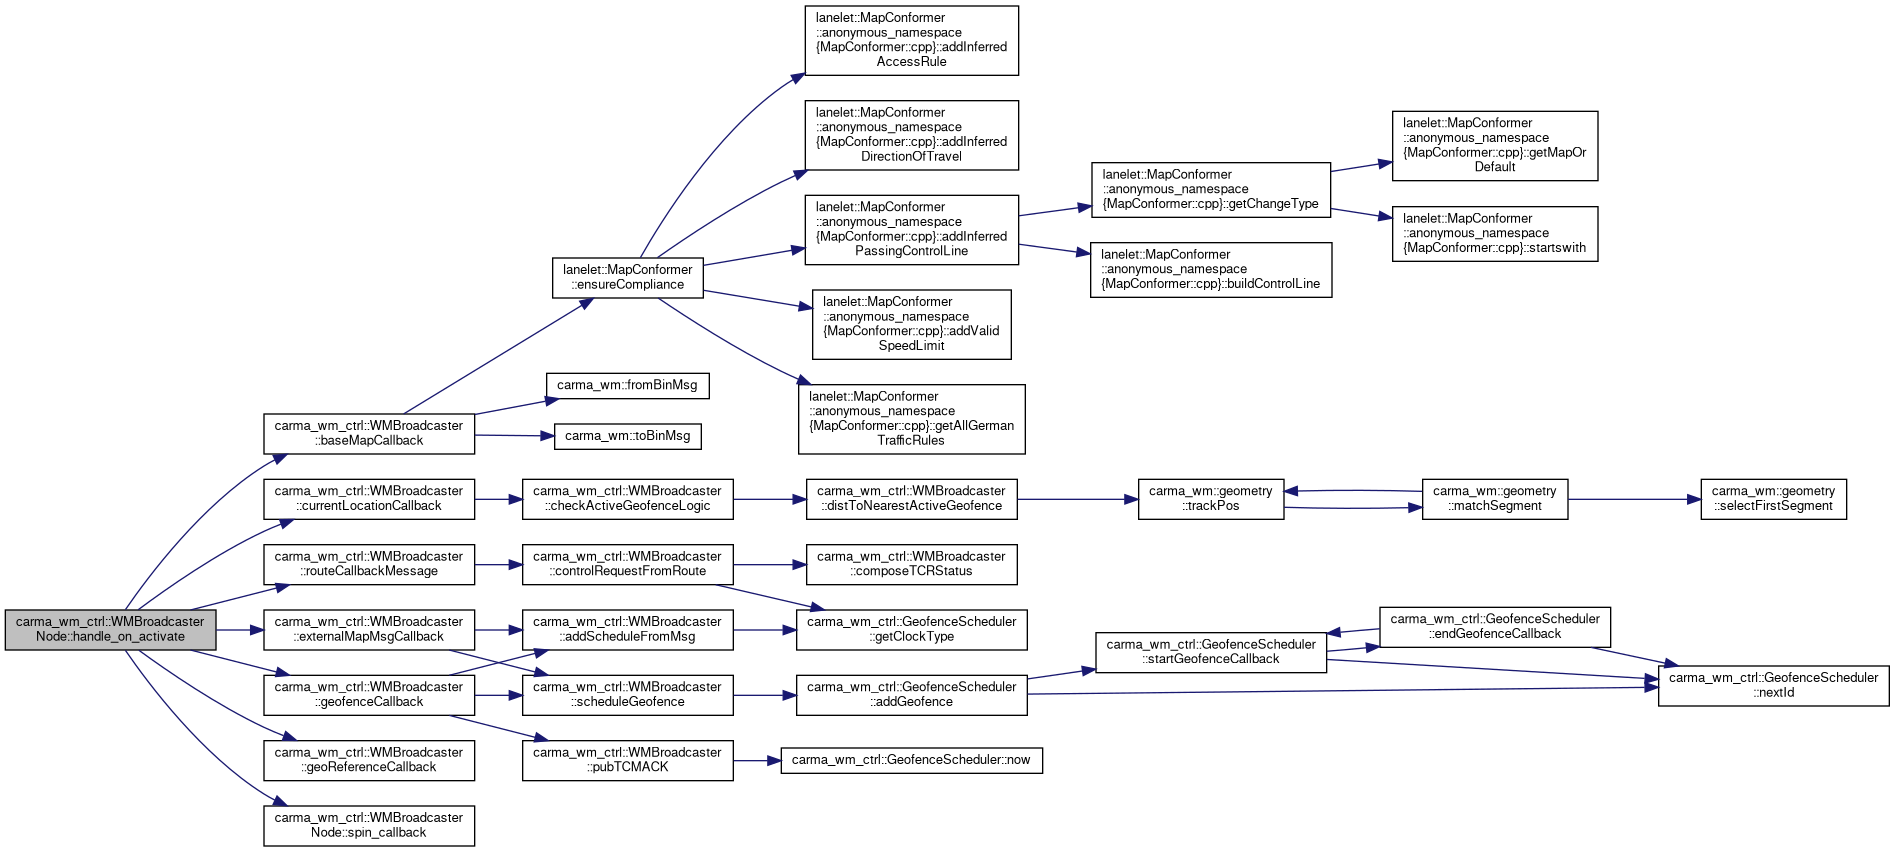 carma_wm_ctrl::WMBroadcaster
Node::handle_on_activate
carma_wm_ctrl::WMBroadcaster
::baseMapCallback
lanelet::MapConformer
::ensureCompliance
lanelet::MapConformer
::anonymous_namespace
{MapConformer::cpp}::addInferred
AccessRule
lanelet::MapConformer
::anonymous_namespace
{MapConformer::cpp}::addInferred
DirectionOfTravel
lanelet::MapConformer
::anonymous_namespace
{MapConformer::cpp}::addInferred
PassingControlLine
lanelet::MapConformer
::anonymous_namespace
{MapConformer::cpp}::getChangeType
lanelet::MapConformer
::anonymous_namespace
{MapConformer::cpp}::getMapOr
Default
lanelet::MapConformer
::anonymous_namespace
{MapConformer::cpp}::startswith
lanelet::MapConformer
::anonymous_namespace
{MapConformer::cpp}::buildControlLine
lanelet::MapConformer
::anonymous_namespace
{MapConformer::cpp}::addValid
SpeedLimit
lanelet::MapConformer
::anonymous_namespace
{MapConformer::cpp}::getAllGerman
TrafficRules
carma_wm::fromBinMsg
carma_wm::toBinMsg
carma_wm_ctrl::WMBroadcaster
::currentLocationCallback
carma_wm_ctrl::WMBroadcaster
::checkActiveGeofenceLogic
carma_wm_ctrl::WMBroadcaster
::distToNearestActiveGeofence
carma_wm::geometry
::trackPos
carma_wm::geometry
::matchSegment
carma_wm::geometry
::selectFirstSegment
carma_wm_ctrl::WMBroadcaster
::routeCallbackMessage
carma_wm_ctrl::WMBroadcaster
::controlRequestFromRoute
carma_wm_ctrl::WMBroadcaster
::composeTCRStatus
carma_wm_ctrl::GeofenceScheduler
::getClockType
carma_wm_ctrl::WMBroadcaster
::externalMapMsgCallback
carma_wm_ctrl::WMBroadcaster
::addScheduleFromMsg
carma_wm_ctrl::WMBroadcaster
::geofenceCallback
carma_wm_ctrl::WMBroadcaster
::scheduleGeofence
carma_wm_ctrl::GeofenceScheduler
::addGeofence
carma_wm_ctrl::GeofenceScheduler
::startGeofenceCallback
carma_wm_ctrl::GeofenceScheduler
::endGeofenceCallback
carma_wm_ctrl::GeofenceScheduler
::nextId
carma_wm_ctrl::WMBroadcaster
::pubTCMACK
carma_wm_ctrl::GeofenceScheduler::now
carma_wm_ctrl::WMBroadcaster
::geoReferenceCallback
carma_wm_ctrl::WMBroadcaster
Node::spin_callback